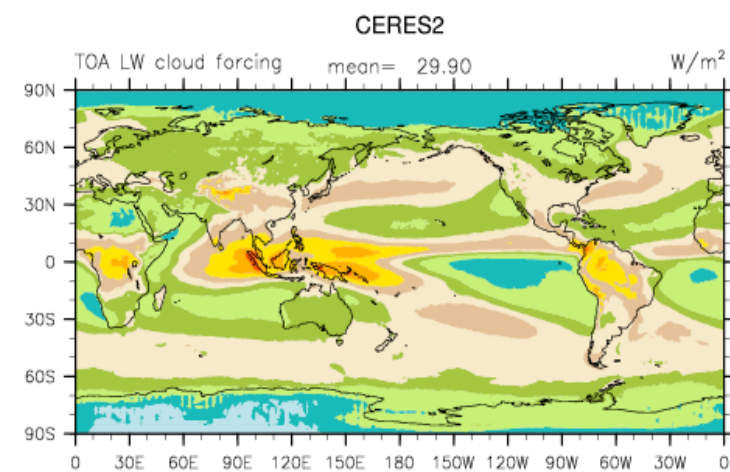 CERES2
TOA LW cloud forcing mean= 29.90 W/m²
90N
60N
30N
0
30S
60S
90S
0 30E 60E 90E 120E 150E 180 150W 120W 90W 60W 30W 0